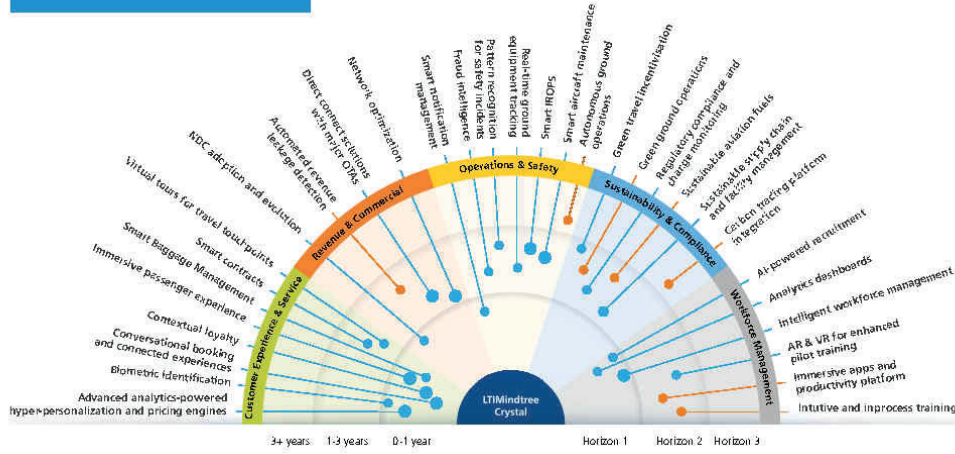 Advanced analytics-powered
hyper-personalization and pricing engines
Biometric identification
Conversational booking
and connected experiences
Contextual loyalty
Immersive passenger experience
Smart Baggage Management
Smart contracts
Virtual tours for travel touchpoints
NDC adoption and evolution
Automated revenue
leakage detection
Direct connect solutions
with major OTAs
Network optimization
Smart notification
management
Fraud intelligence
Pattern recognition
for safety incidents
Real-time ground
equipment tracking
Smart IROPS
Smart aircraft maintenance
Autonomous ground
operations
Green travel incentivisation
Green ground operations
Regulatory compliance and
change monitoring
Sustainable aviation fuels
Sustainable supply chain
and facility management
Carbon trading platform
integration
AI-powered recruitment
Analytics dashboards
Intelligent workforce management
AR & VR for enhanced
pilot training
Immersive apps and
productivity platform
Intutive and inprocess training
Customer Experience & Service
Revenue & Commercial
Operations & Safety
Sustainability & Compliance
Workforce Management
LTIMindtree
Crystal
3+ years
1-3 years
0-1 year
Horizon 1
Horizon 2
Horizon 3